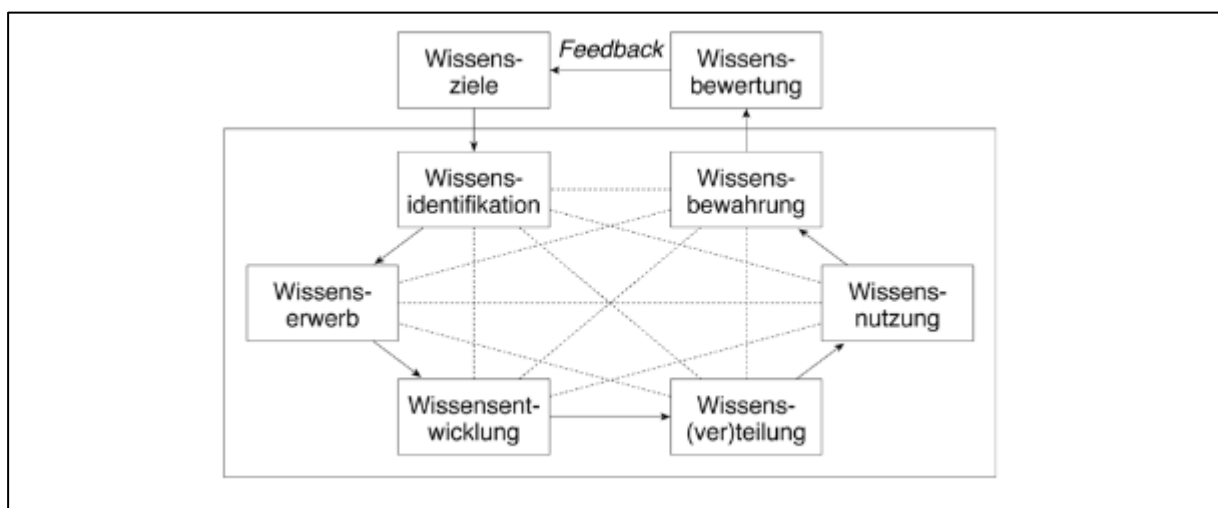 Wissens-
ziele
Feedback
Wissens-
bewertung
Wissens-
identifikation
Wissens-
bewahrung
Wissens-
erwerb
Wissens-
nutzung
Wissensent-
wicklung
Wissens-
(ver)teilung